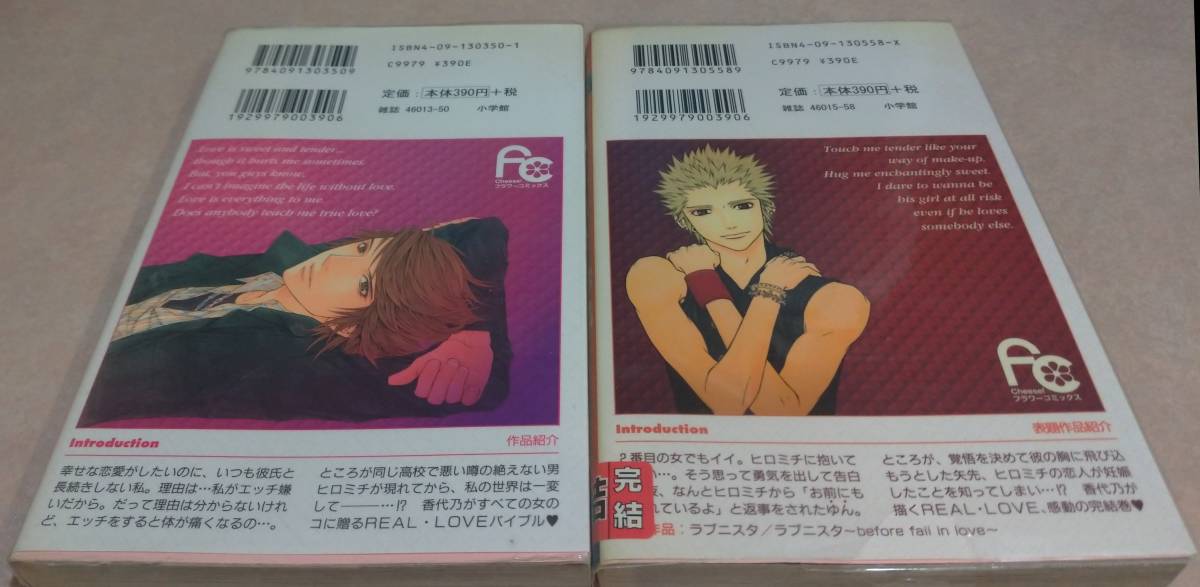 ISBN4-09-130350-1
9784091303509
C9979 ¥390E
定価：本体390円+税
雑誌 46013-50 小学館
1929979003906
Love is sweet and tender...
though it hurts me sometimes.
But, you guys know,
I can't imagine the life without love.
Love is everything to me.
Does anybody teach me true love?
FC
Cheese!
フラワーコミックス
Introduction
作品紹介
幸せな恋愛がしたいのに、いつも彼氏と
長続きしない私。理由は…私がエッチ嫌
いだから。だって理由は分からないけれ
ど、エッチをすると体が痛くなるの…。
ところが同じ高校で悪い噂の絶えない男
ヒロミチが現れてから、私の世界は一変
して———…!? 香代乃がすべての女の
コに贈るREAL・LOVEバイブル♥
ISBN4-09-130558-X
9784091305589
C9979 ¥390E
定価：本体390円+税
雑誌 46015-58 小学館
1929979003906
Touch me tender like your
way of make-up.
Hug me enchantingly sweet.
I dare to wanna be
his girl at all risk
even if he loves
somebody else.
FC
Cheese!
フラワーコミックス
Introduction
表題作品紹介
2番目の女でもイイ。ヒロミチに抱いて
い…。そう思って勇気を出して告白
夜、なんとヒロミチから「お前にも
れているよ」と返事をされたゆん。
ところが、覚悟を決めて彼の胸に飛び込
もうとした矢先、ヒロミチの恋人が妊娠
したことを知ってしまい…!? 香代乃が
描くREAL・LOVE、感動の完結巻♥
作品：ラブニスタ/ラブニスタ〜before fall in love〜
完結